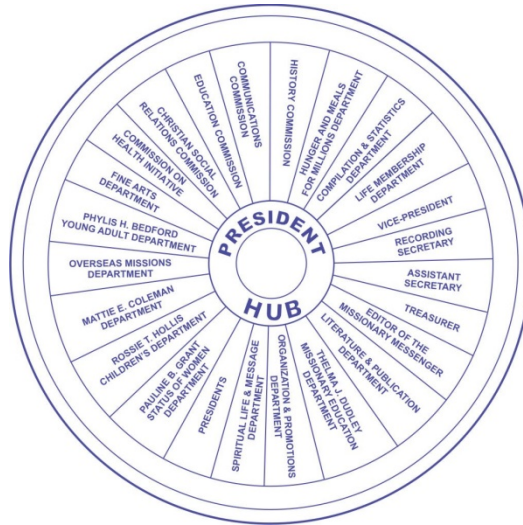 PRESIDENT
HUB
HISTORY COMMISSION
HUNGER AND MEALS
FOR MILLIONS DEPARTMENT
COMPILATION & STATISTICS
DEPARTMENT
LIFE MEMBERSHIP
DEPARTMENT
VICE-PRESIDENT
RECORDING
SECRETARY
ASSISTANT
SECRETARY
TREASURER
EDITOR OF THE
MISSIONARY MESSENGER
LITERATURE & PUBLICATION
DEPARTMENT
THELMA J. DUDLEY
MISSIONARY EDUCATION
DEPARTMENT
ORGANIZATION & PROMOTIONS
DEPARTMENT
SPIRITUAL LIFE & MESSAGE
DEPARTMENT
PRESIDENTS
PAULINE B. GRANT
STATUS OF WOMEN
DEPARTMENT
ROSSIE T. HOLLIS
CHILDREN'S DEPARTMENT
MATTIE E. COLEMAN
DEPARTMENT
OVERSEAS MISSIONS
DEPARTMENT
PHYLIS H. BEDFORD
YOUNG ADULT DEPARTMENT
FINE ARTS
DEPARTMENT
COMMISSION ON
HEALTH INITIATIVE
CHRISTIAN SOCIAL
RELATIONS COMMISSION
EDUCATION COMMISSION
COMMUNICATIONS
COMMISSION